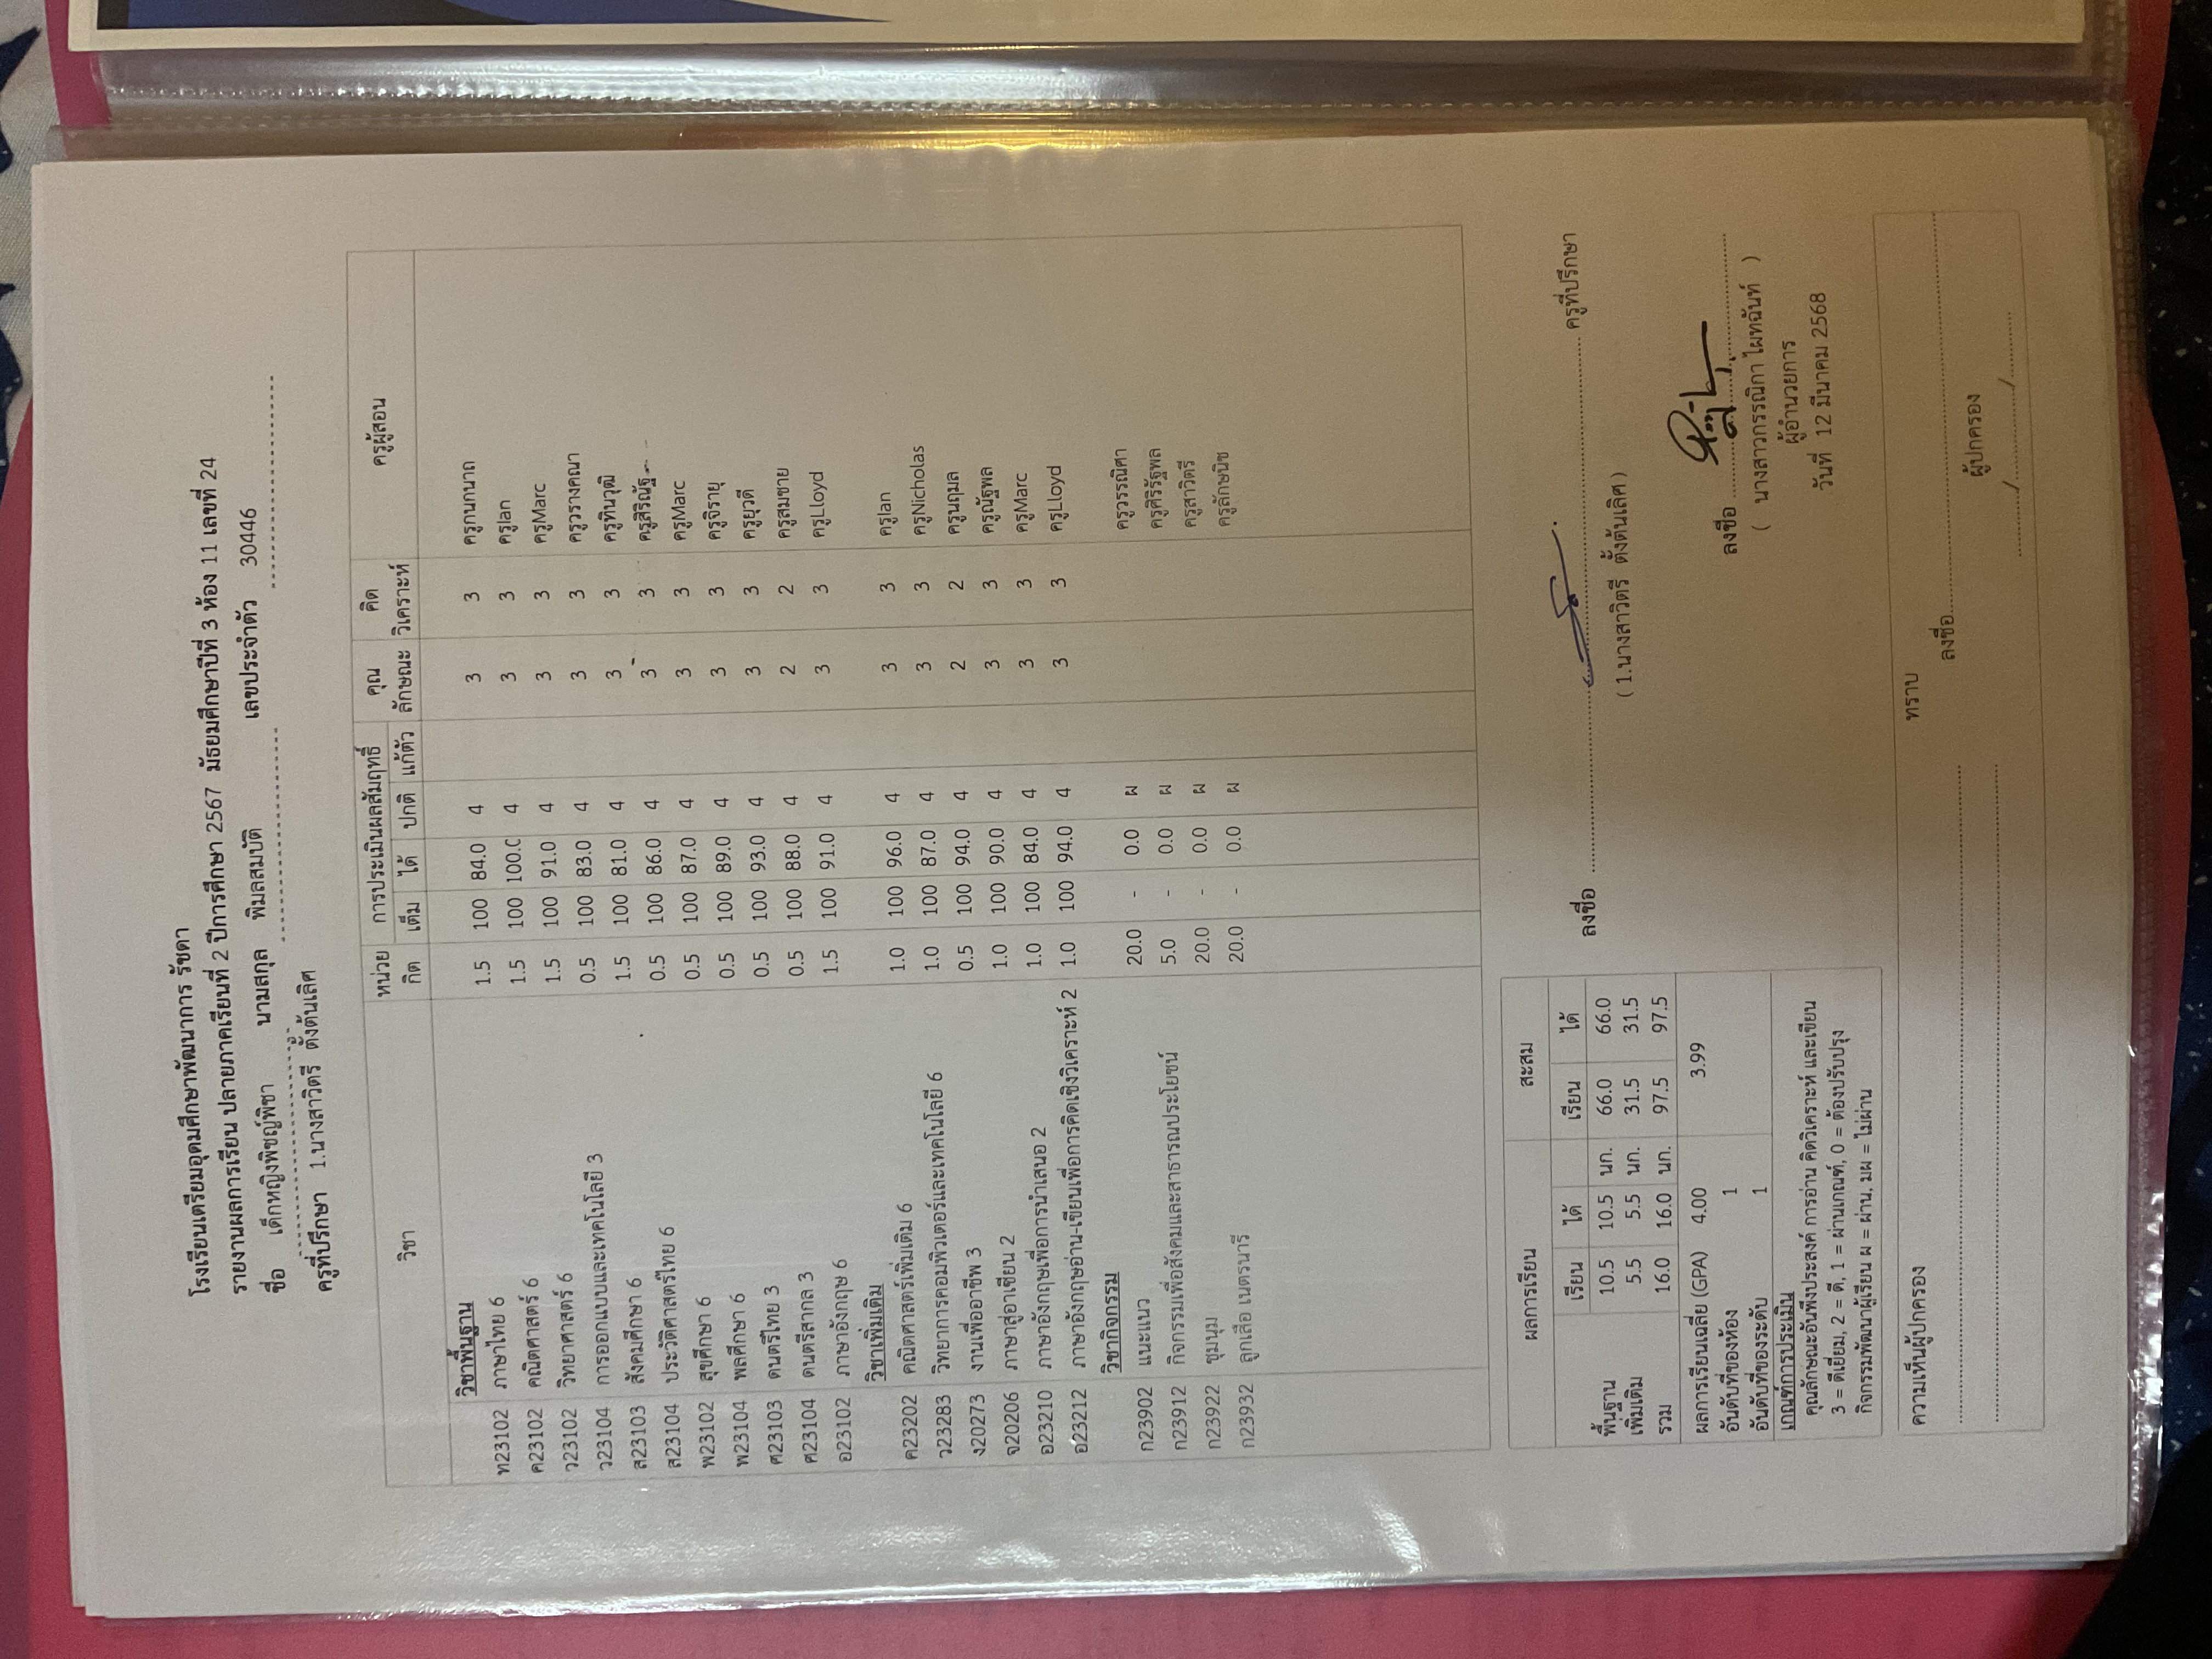 โรงเรียนเตรียมอุดมศึกษาพัฒนาการ รัชดา
รายงานผลการเรียน ปลายภาคเรียนที่ 2 ปีการศึกษา 2567 มัธยมศึกษาปีที่ 3 ห้อง 11 เลขที่ 24
ชื่อ เด็กหญิงพิชญ์พิชา นามสกุล พิมลสมบัติ เลขประจำตัว 30446
ครูที่ปรึกษา 1.นางสาวิตรี ตั้งต้นเลิศ
วิชา หน่วยกิต การประเมินผลสัมฤทธิ์ คุณลักษณะ คิดวิเคราะห์ ครูผู้สอน
เต็ม ได้ ปกติ แก้ตัว
วิชาพื้นฐาน
ท23102 ภาษาไทย 6 1.5 100 84.0 4 3 3 ครูกนกนาถ
ค23102 คณิตศาสตร์ 6 1.5 100 100.0 4 3 3 ครูIan
ว23102 วิทยาศาสตร์ 6 1.5 100 91.0 4 3 3 ครูMarc
ว23104 การออกแบบและเทคโนโลยี 3 0.5 100 83.0 4 3 3 ครูวรางคณา
ส23103 สังคมศึกษา 6 1.5 100 81.0 4 3 3 ครูทินวุฒิ
ส23104 ประวัติศาสตร์ไทย 6 0.5 100 86.0 4 3 3 ครูสิริณัฐ
พ23102 สุขศึกษา 6 0.5 100 87.0 4 3 3 ครูMarc
พ23104 พลศึกษา 6 0.5 100 89.0 4 3 3 ครูจิรายุ
ศ23103 ดนตรีไทย 3 0.5 100 93.0 4 3 3 ครูยุวดี
ศ23104 ดนตรีสากล 3 0.5 100 88.0 4 2 2 ครูสมชาย
อ23102 ภาษาอังกฤษ 6 1.5 100 91.0 4 3 3 ครูLloyd
วิชาเพิ่มเติม
ค23202 คณิตศาสตร์เพิ่มเติม 6 1.0 100 96.0 4 3 3 ครูIan
ว23283 วิทยาการคอมพิวเตอร์และเทคโนโลยี 6 1.0 100 87.0 4 3 3 ครูNicholas
ง20273 งานเพื่ออาชีพ 3 0.5 100 94.0 4 2 2 ครูนฤมล
จ20206 ภาษาสู่อาเซียน 2 1.0 100 90.0 4 3 3 ครูณัฐพล
อ23210 ภาษาอังกฤษเพื่อการนำเสนอ 2 1.0 100 84.0 4 3 3 ครูMarc
อ23212 ภาษาอังกฤษอ่าน-เขียนเพื่อการคิดเชิงวิเคราะห์ 2 1.0 100 94.0 4 3 3 ครูLloyd
วิชากิจกรรม
ก23902 แนะแนว 20.0 - 0.0 ผ ครูวรรณิศา
ก23912 กิจกรรมเพื่อสังคมและสาธารณประโยชน์ 5.0 - 0.0 ผ ครูศิริรัฐพล
ก23922 ชุมนุม 20.0 - 0.0 ผ ครูสาวิตรี
ก23932 ลูกเสือ เนตรนารี 20.0 - 0.0 ผ ครูลักษนิช
ผลการเรียน สะสม
เรียน ได้ เรียน ได้
พื้นฐาน 10.5 10.5 นก. 66.0 66.0
เพิ่มเติม 5.5 5.5 นก. 31.5 31.5
รวม 16.0 16.0 นก. 97.5 97.5
ผลการเรียนเฉลี่ย (GPA) 4.00 3.99
อันดับที่ของห้อง 1
อันดับที่ของระดับ 1
เกณฑ์การประเมิน
คุณลักษณะอันพึงประสงค์ การอ่าน คิดวิเคราะห์ และเขียน
3 = ดีเยี่ยม, 2 = ดี, 1 = ผ่านเกณฑ์, 0 = ต้องปรับปรุง
กิจกรรมพัฒนาผู้เรียน ผ = ผ่าน, มผ = ไม่ผ่าน
ลงชื่อ ครูที่ปรึกษา
( 1.นางสาวิตรี ตั้งต้นเลิศ )
ลงชื่อ
( นางสาวกรรณิกา ไผทฉันท์ )
ผู้อำนวยการ
วันที่ 12 มีนาคม 2568
ความเห็นผู้ปกครอง
ทราบ
ลงชื่อ
ผู้ปกครอง
/ /